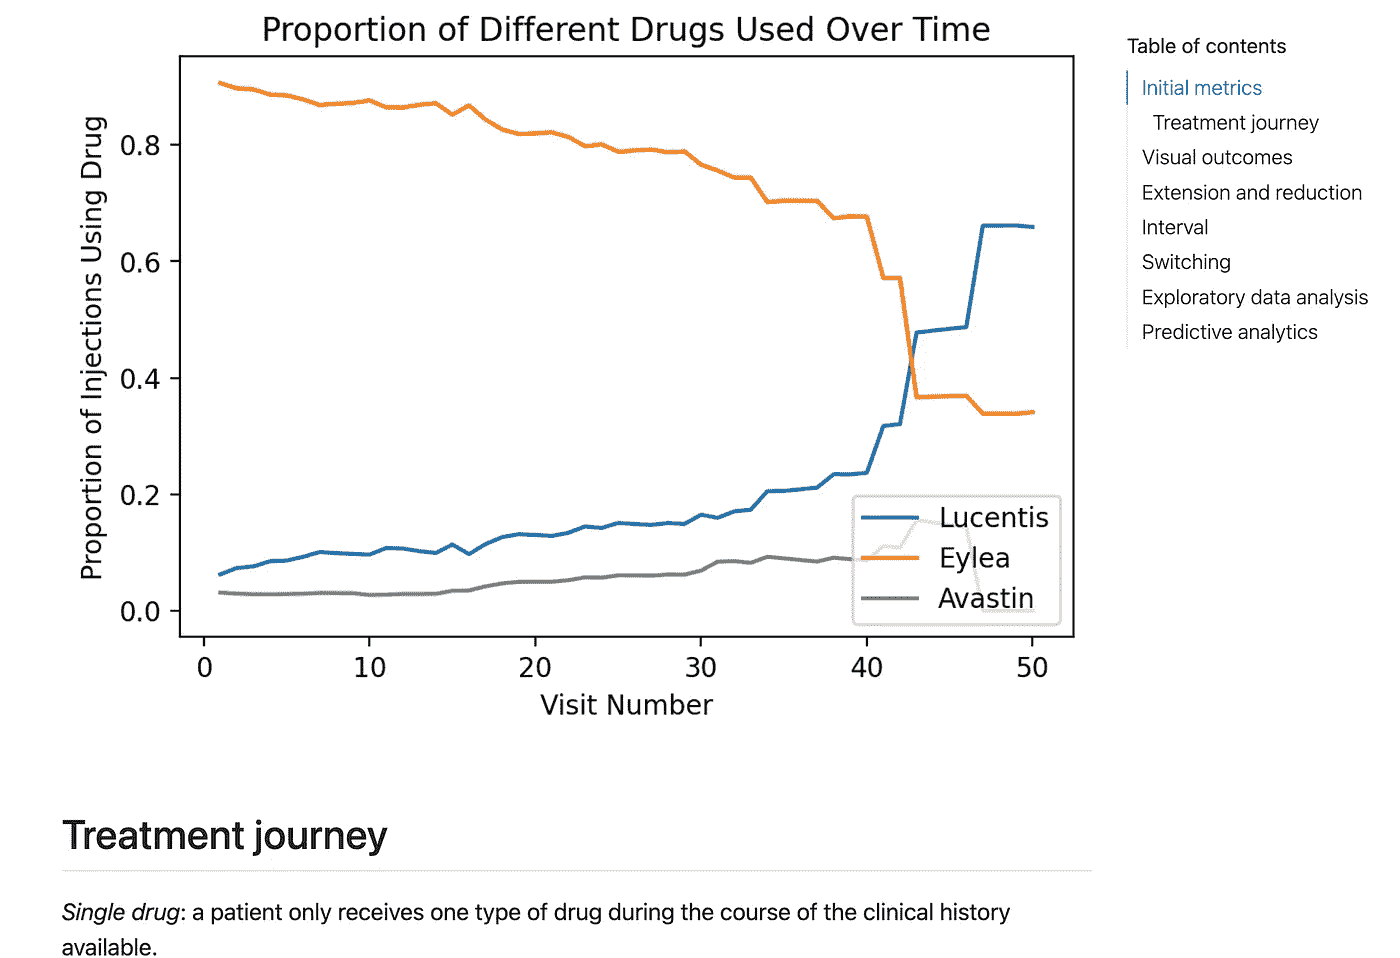 Proportion of Different Drugs Used Over Time
Proportion of Injections Using Drug
0.8
0.6
0.4
0.2
0.0
0 10 20 30 40 50
Visit Number
Lucentis
Eylea
Avastin
Table of contents
Initial metrics
Treatment journey
Visual outcomes
Extension and reduction
Interval
Switching
Exploratory data analysis
Predictive analytics
Treatment journey
Single drug: a patient only receives one type of drug during the course of the clinical history
available.